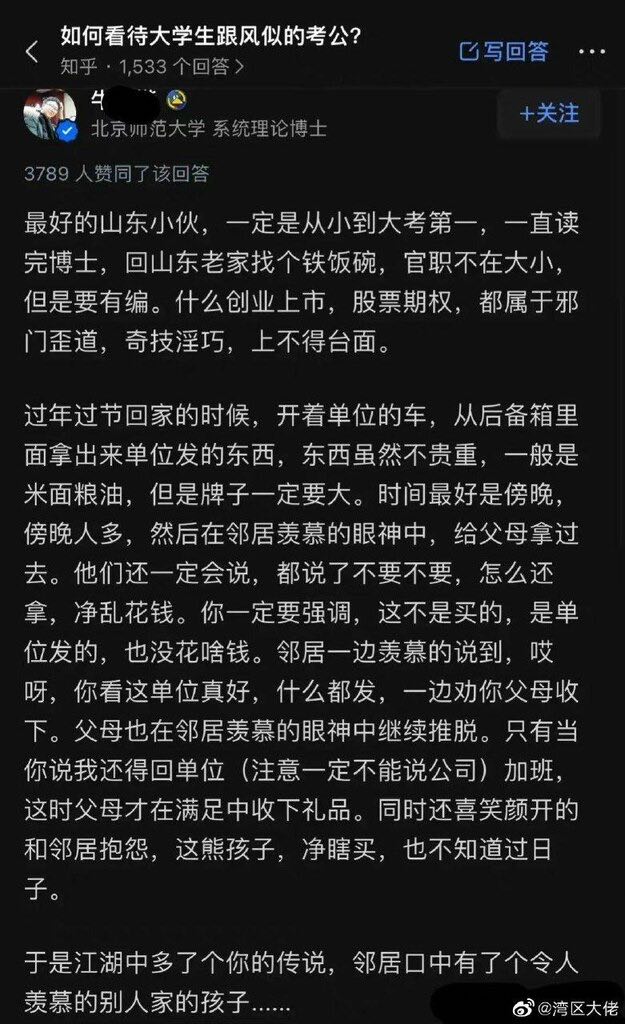 如何看待大学生跟风似的考公?
知乎 · 1,533 个回答 >
写回答
牛
北京师范大学 系统理论博士
+关注
3789 人赞同了该回答
最好的山东小伙，一定是从小到大考第一，一直读
完博士，回山东老家找个铁饭碗，官职不在大小，
但是要有编。什么创业上市，股票期权，都属于邪
门歪道，奇技淫巧，上不得台面。
过年过节回家的时候，开着单位的车，从后备箱里
面拿出来单位发的东西，东西虽然不贵重，一般是
米面粮油，但是牌子一定要大。时间最好是傍晚，
傍晚人多，然后在邻居羡慕的眼神中，给父母拿过
去。他们还一定会说，都说了不要不要，怎么还
拿，净乱花钱。你一定要强调，这不是买的，是单
位发的，也没花啥钱。邻居一边羡慕的说到，哎
呀，你看这单位真好，什么都发，一边劝你父母收
下。父母也在邻居羡慕的眼神中继续推脱。只有当
你说我还得回单位（注意一定不能说公司）加班，
这时父母才在满足中收下礼品。同时还喜笑颜开的
和邻居抱怨，这熊孩子，净瞎买，也不知道过日
子。
于是江湖中多了个你的传说，邻居口中有了个令人
羡慕的别人家的孩子......
@湾区大佬